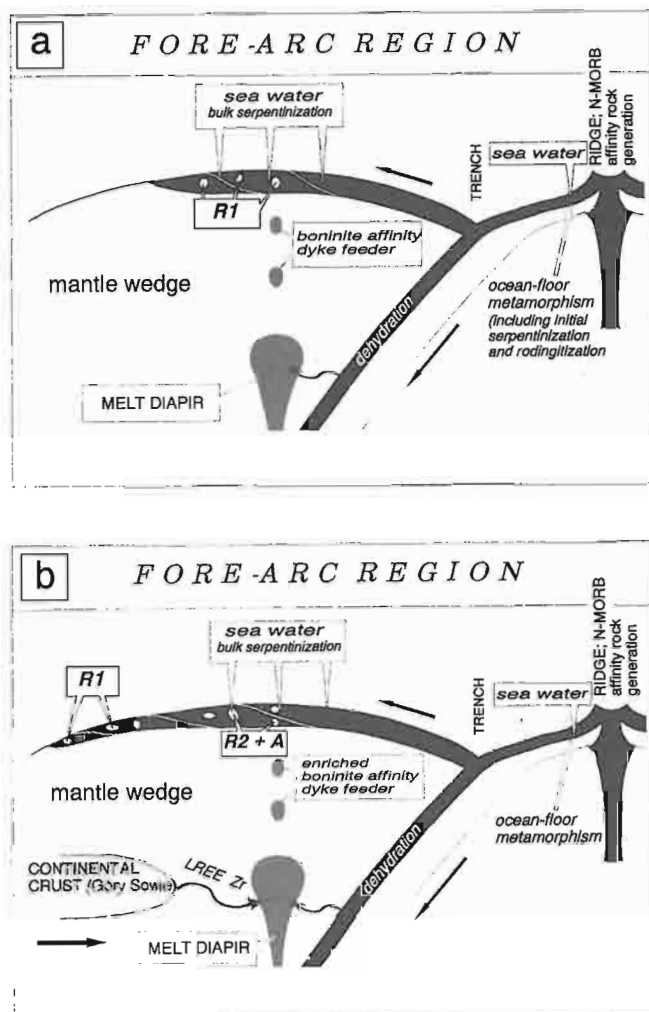 a
FORE-ARC REGION
sea water
bulk serpentinization
R1
boninite affinity
dyke feeder
mantle wedge
MELT DIAPIR
dehydration
TRENCH
sea water
RIDGE; N-MORB
affinity rock
generation
ocean-floor
metamorphism
(including initial
serpentinization
and rodingitization
b
FORE-ARC REGION
sea water
bulk serpentinization
R1
R2 + A
enriched
boninite affinity
dyke feeder
mantle wedge
CONTINENTAL
CRUST (Góry Sowie)
LREE Zr
MELT DIAPIR
dehydration
TRENCH
sea water
RIDGE; N-MORB
affinity rock
generation
ocean-floor
metamorphism